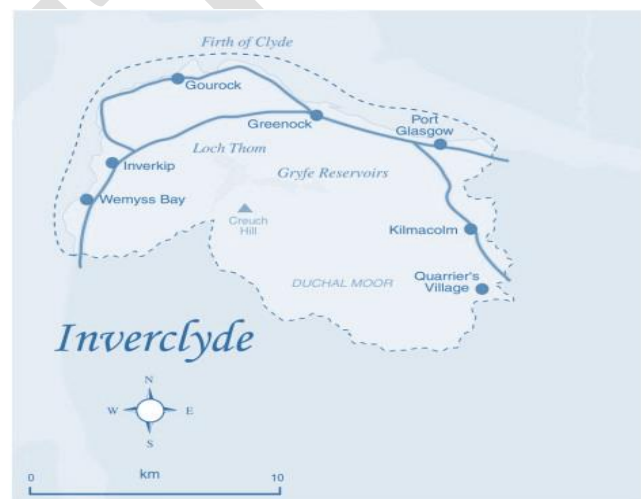 Firth of Clyde
Gourock
Greenock
Port
Glasgow
Loch Thom
Inverkip
Gryfe Reservoirs
Wemyss Bay
Creuch
Hill
Kilmacolm
DUCHAL MOOR
Quarrier's
Village
Inverclyde
N
W E
S
km
0 10